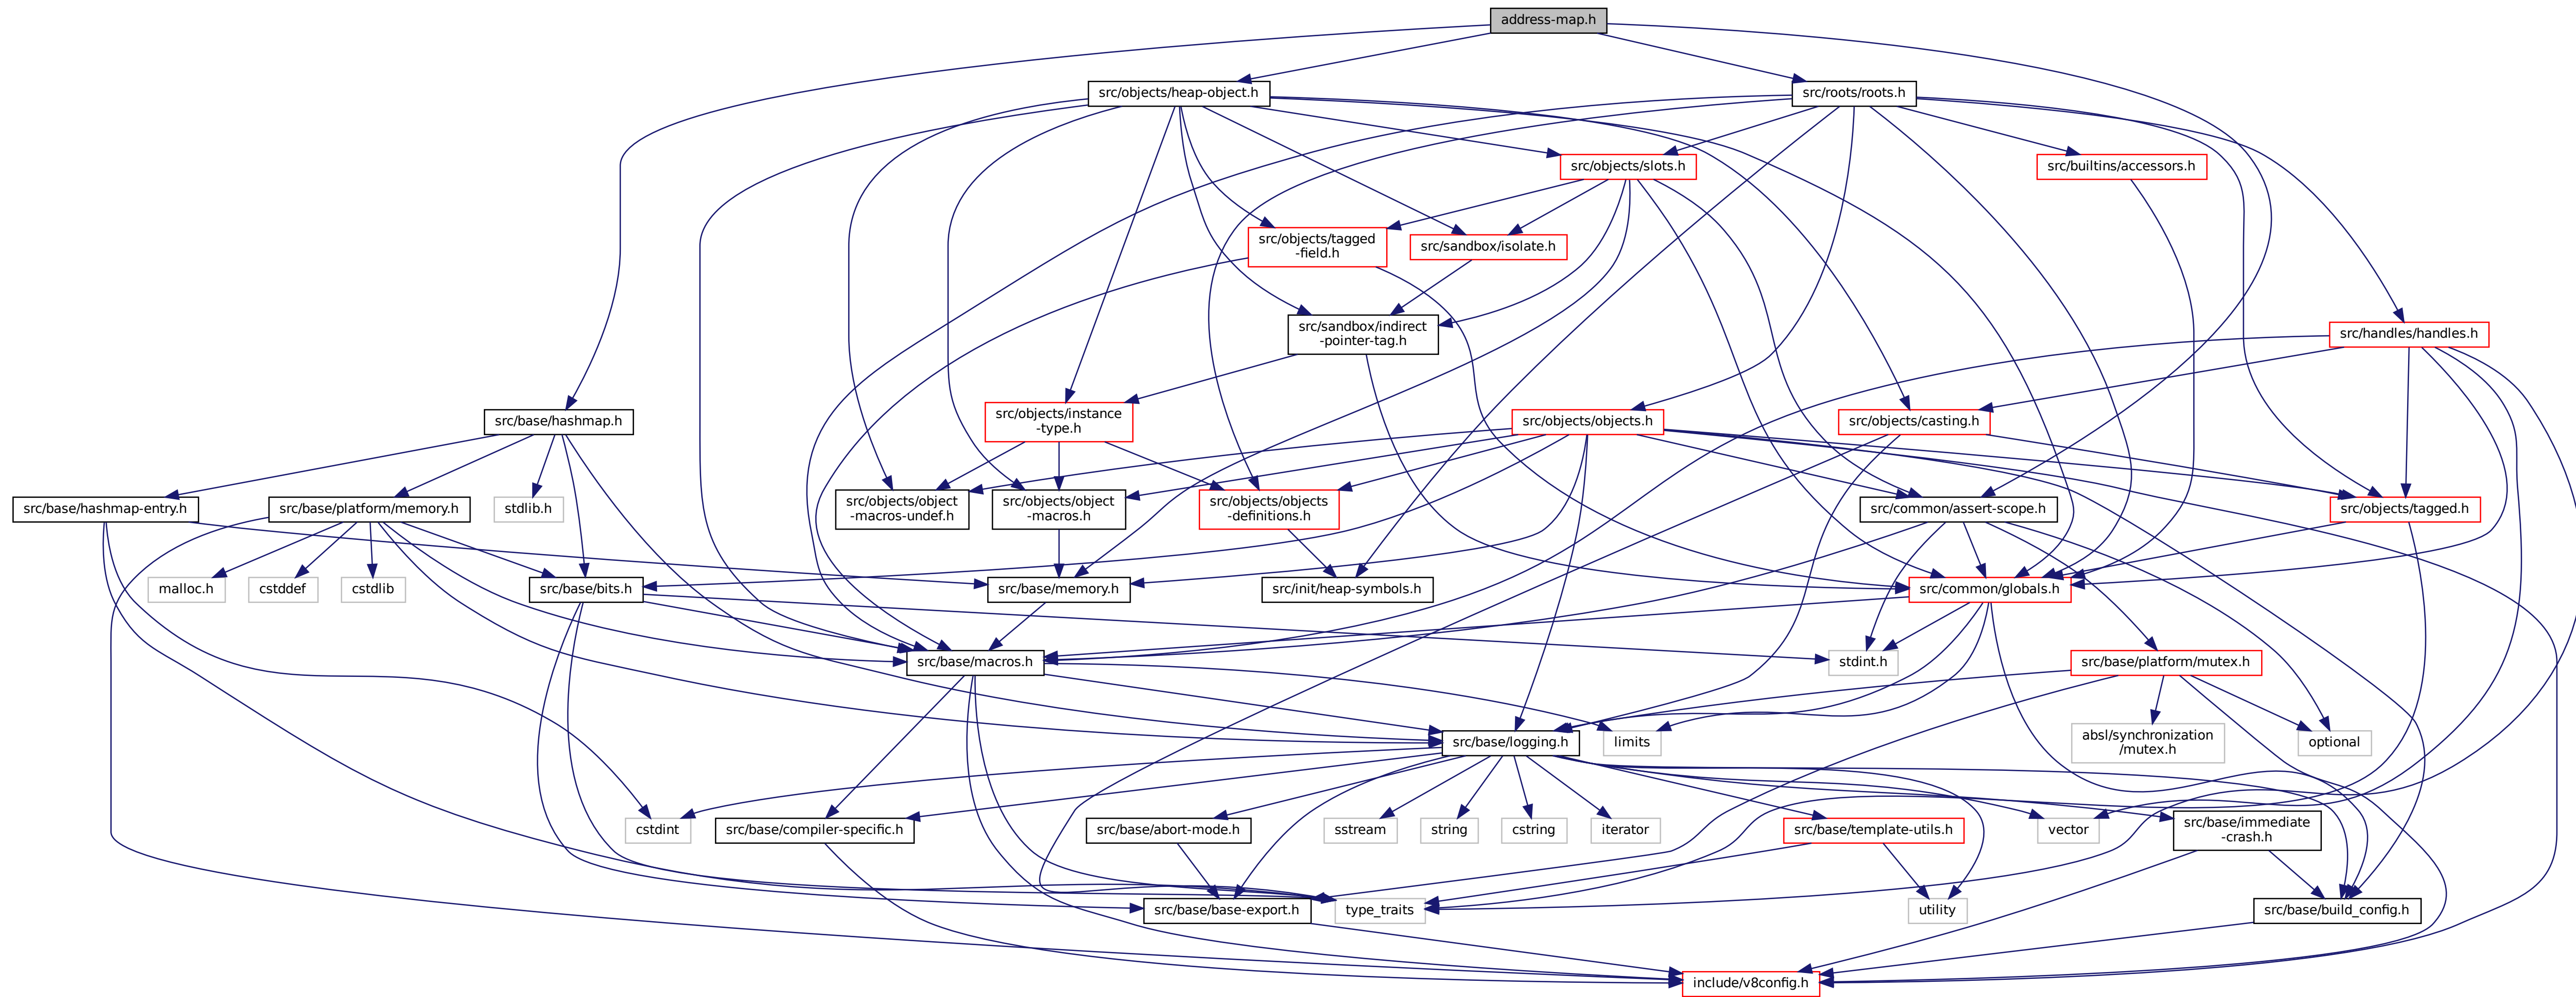 address-map.h
src/objects/heap-object.h
src/roots/roots.h
src/objects/slots.h
src/builtins/accessors.h
src/objects/tagged
-field.h
src/sandbox/isolate.h
src/sandbox/indirect
-pointer-tag.h
src/handles/handles.h
src/base/hashmap.h
src/objects/instance
-type.h
src/objects/objects.h
src/objects/casting.h
src/base/hashmap-entry.h
src/base/platform/memory.h
stdlib.h
src/objects/object
-macros-undef.h
src/objects/object
-macros.h
src/objects/objects
-definitions.h
src/common/assert-scope.h
src/objects/tagged.h
malloc.h
cstddef
cstdlib
src/base/bits.h
src/base/memory.h
src/init/heap-symbols.h
src/common/globals.h
src/base/macros.h
stdint.h
src/base/platform/mutex.h
src/base/logging.h
limits
absl/synchronization
/mutex.h
optional
cstdint
src/base/compiler-specific.h
src/base/abort-mode.h
sstream
string
cstring
iterator
src/base/template-utils.h
vector
src/base/immediate
-crash.h
src/base/base-export.h
type_traits
utility
src/base/build_config.h
include/v8config.h